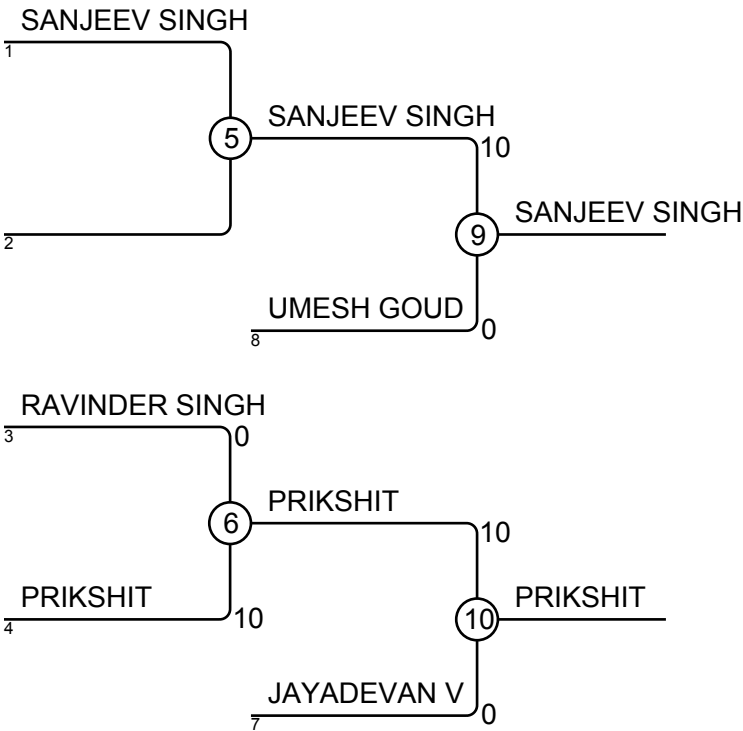 SANJEEV SINGH
1
SANJEEV SINGH
5
10
2
SANJEEV SINGH
9
UMESH GOUD
8
0
RAVINDER SINGH
3
0
PRIKSHIT
6
10
PRIKSHIT
4
10
PRIKSHIT
10
JAYADEVAN V
7
0